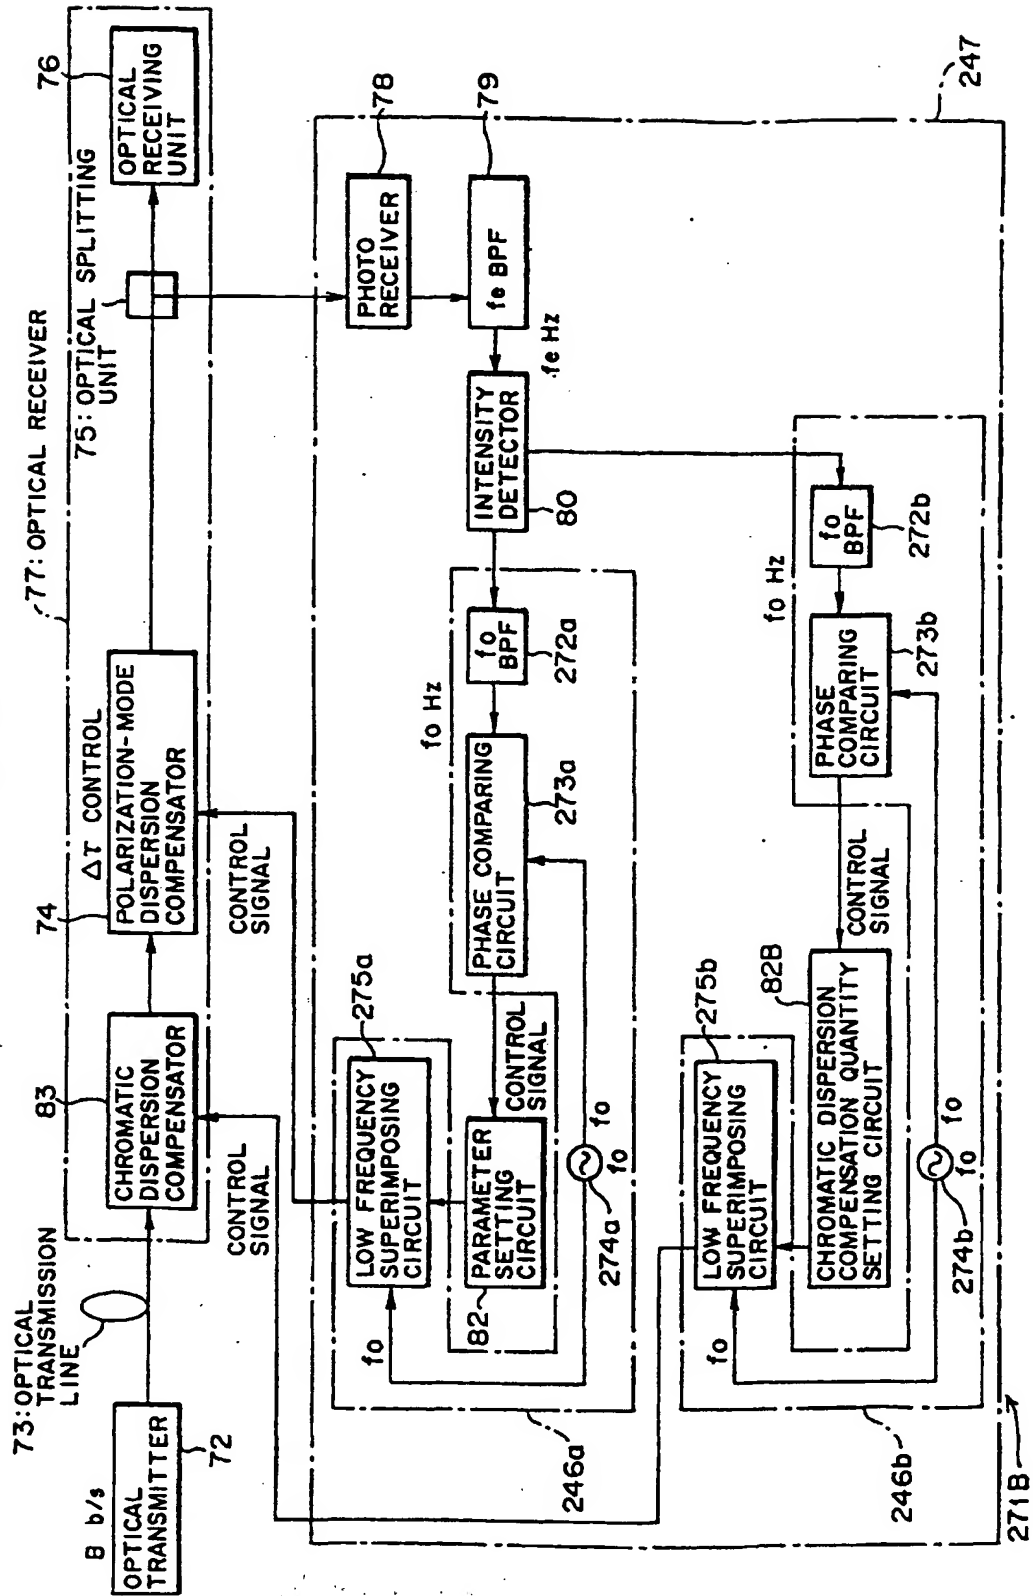 B b/s
OPTICAL
TRANSMITTER
72
73:OPTICAL
TRANSMISSION
LINE
77: OPTICAL RECEIVER
83
CHROMATIC
DISPERSION
COMPENSATOR
CONTROL
SIGNAL
74
Δτ CONTROL
POLARIZATION-MODE
DISPERSION
COMPENSATOR
CONTROL
SIGNAL
75: OPTICAL SPLITTING
UNIT
76
OPTICAL
RECEIVING
UNIT
PHOTO
RECEIVER
78
fe BPF
79
fe Hz
INTENSITY
DETECTOR
80
fo
BPF
272a
fo Hz
PHASE COMPARING
CIRCUIT
273a
CONTROL
SIGNAL
275a
LOW FREQUENCY
SUPERIMPOSING
CIRCUIT
PARAMETER
SETTING
CIRCUIT
82
fo
fo
fo
274a
246a
fo
BPF
272b
fo Hz
PHASE
COMPARING
CIRCUIT
273b
CONTROL
SIGNAL
275b
LOW FREQUENCY
SUPERIMPOSING
CIRCUIT
82B
CHROMATIC DISPERSION
COMPENSATION QUANTITY
SETTING CIRCUIT
fo
fo
fo
274b
246b
247
271B